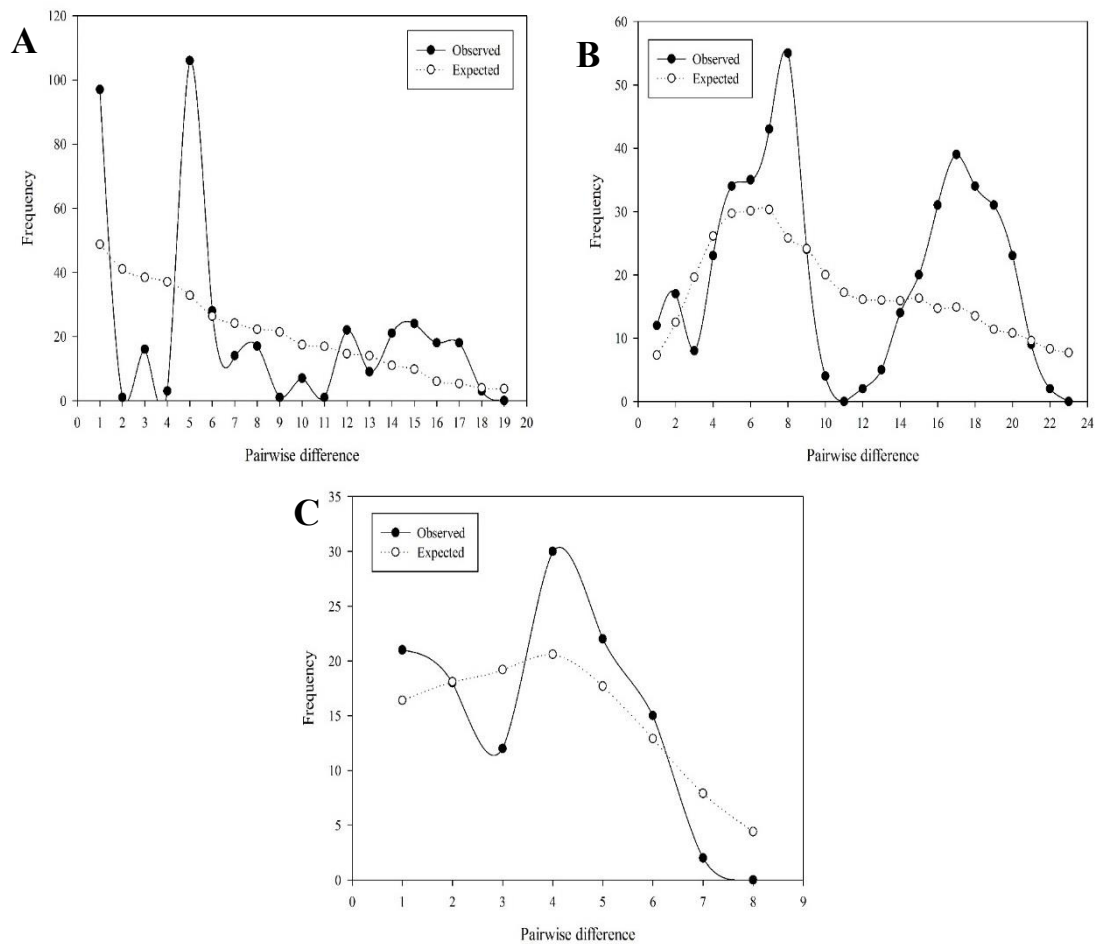 A
Frequency
120
100
80
60
40
20
0
Observed
Expected
0 1 2 3 4 5 6 7 8 9 10 11 12 13 14 15 16 17 18 19 20
Pairwise difference
B
Frequency
60
50
40
30
20
10
0
Observed
Expected
0 2 4 6 8 10 12 14 16 18 20 22 24
Pairwise difference
C
Frequency
35
30
25
20
15
10
5
0
Observed
Expected
0 1 2 3 4 5 6 7 8 9
Pairwise difference